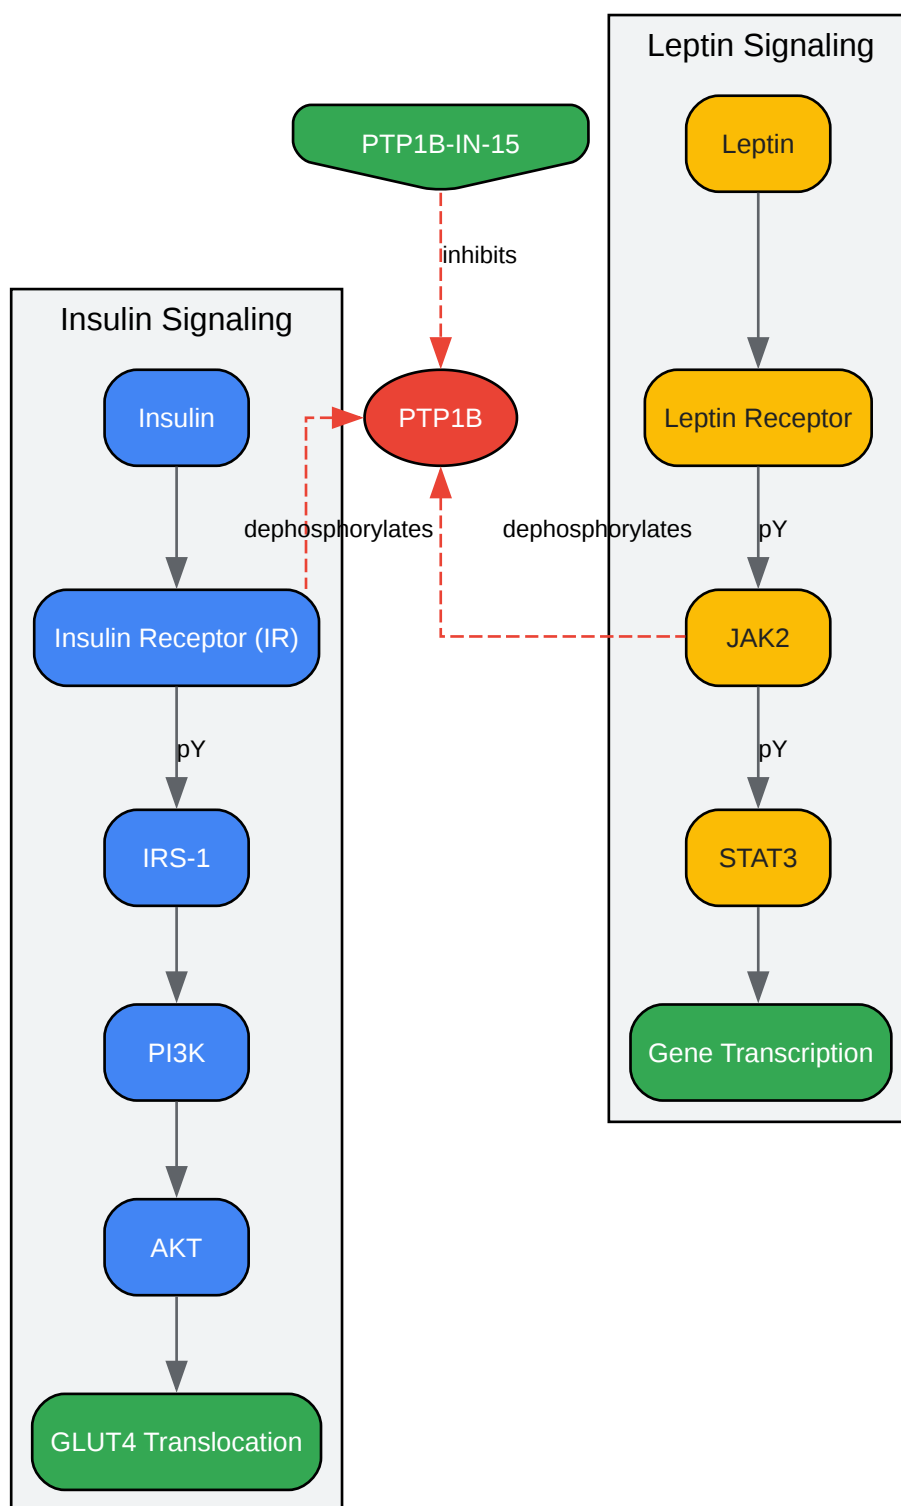 Leptin Signaling
PTP1B-IN-15
Leptin
inhibits
Insulin Signaling
Insulin
PTP1B
Leptin Receptor
dephosphorylates
dephosphorylates
pY
Insulin Receptor (IR)
JAK2
pY
pY
IRS-1
STAT3
PI3K
Gene Transcription
AKT
GLUT4 Translocation